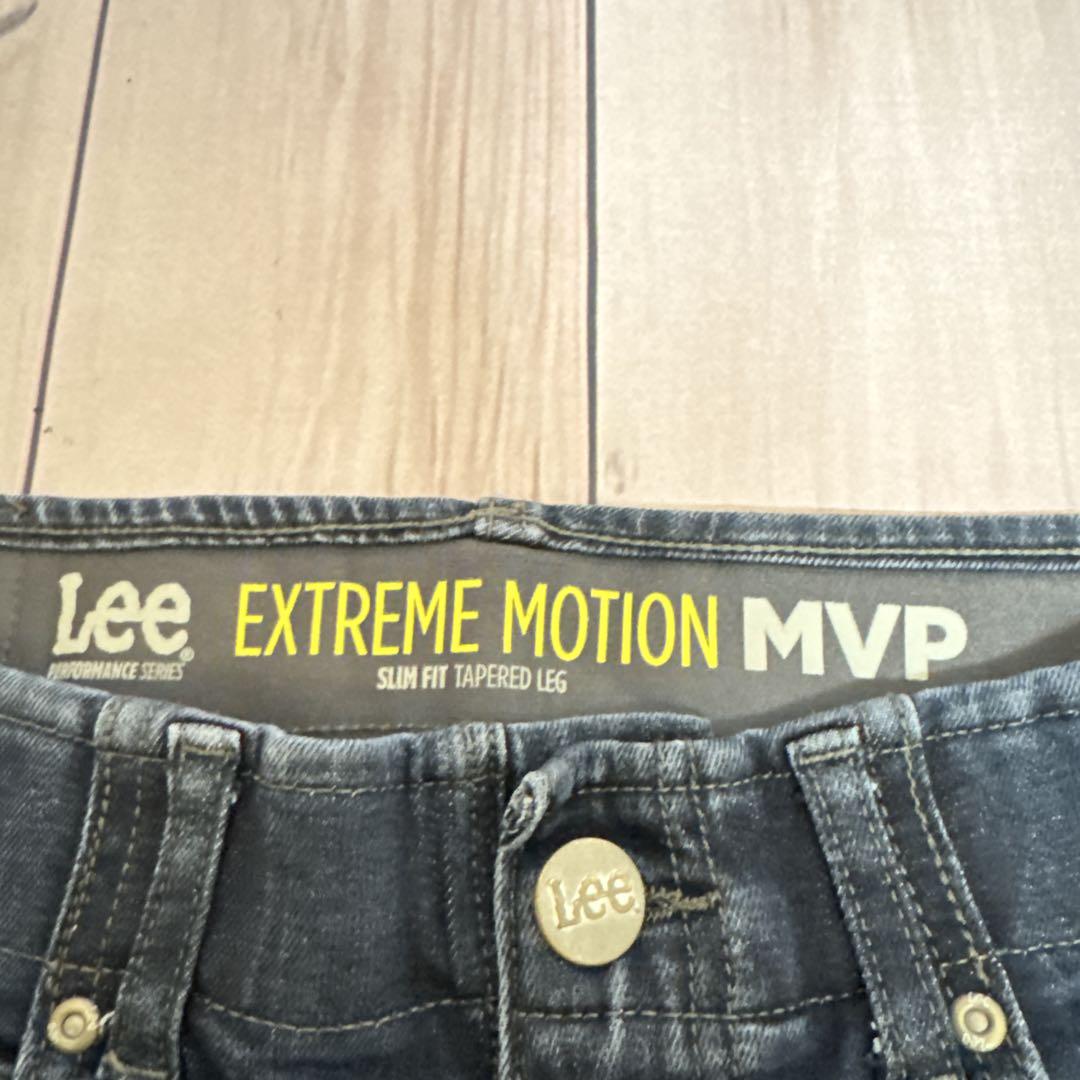 Lee® EXTREME MOTION MVP
PERFORMANCE SERIES SLIM FIT TAPERED LEG
Lee